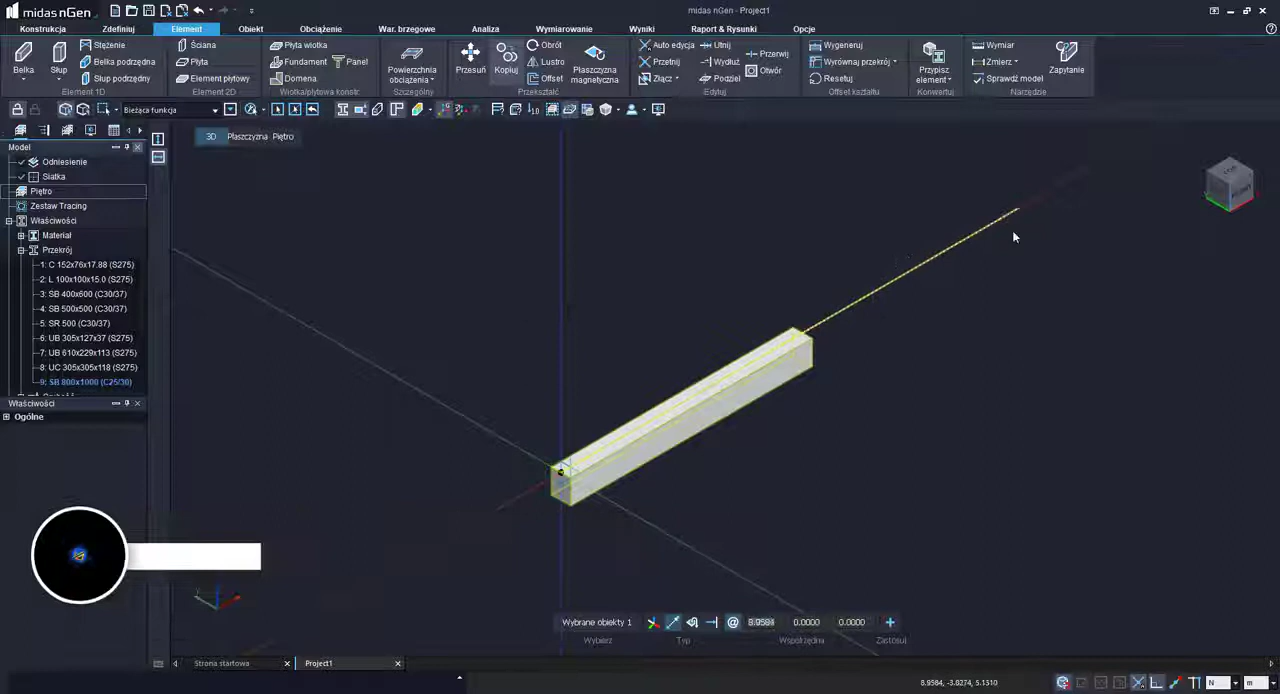 midas nGen
midas nGen - Project1
Konstrukcja Zdefiniuj Element Obiekt Obciążenie War. brzegowe Analiza Wymiarowanie Wyniki Raport & Rysunki Opcje
Belka
Słup
Stężenie
Belka podrzędna
Słup podrzędny
Element 1D
Ściana
Płyta
Element płytowy
Element 2D
Płyta wiotka
Fundament
Panel
Domena
Wiotka/płytowa konstr.
Powierzchnia
obciążenia
Szczególny
Przesuń
Kopiuj
Obrót
Lustro
Offset
Płaszczyzna
magnetyczna
Przekształć
Auto edycja
Przetnij
Złącz
Utnij
Wydłuż
Podziel
Przerwij
Otwór
Edytuj
Wygeneruj
Wyrównaj przekrój
Resetuj
Offset kształtu
Przypisz
element
Konwertuj
Wymiar
Zmierz
Sprawdź model
Zapytanie
Narzędzie
Bieżąca funkcja
3D Płaszczyzna Piętro
Model
Odniesienie
Siatka
Piętro
Zestaw Tracing
Właściwości
Materiał
Przekrój
1: C 152x76x17.88 (S275)
2: L 100x100x15.0 (S275)
3: SB 400x600 (C30/37)
4: SB 500x500 (C30/37)
5: SR 500 (C30/37)
6: UB 305x127x37 (S275)
7: UB 610x229x113 (S275)
8: UC 305x305x118 (S275)
9: SB 800x1000 (C25/30)
Właściwości
Ogólne
Wybrane obiekty 1
@ 8.9584 0.0000 0.0000
Wybierz Typ Współrzędna Zastosuj
Strona startowa Project1
8.9584, -3.8274, 5.1310
N m